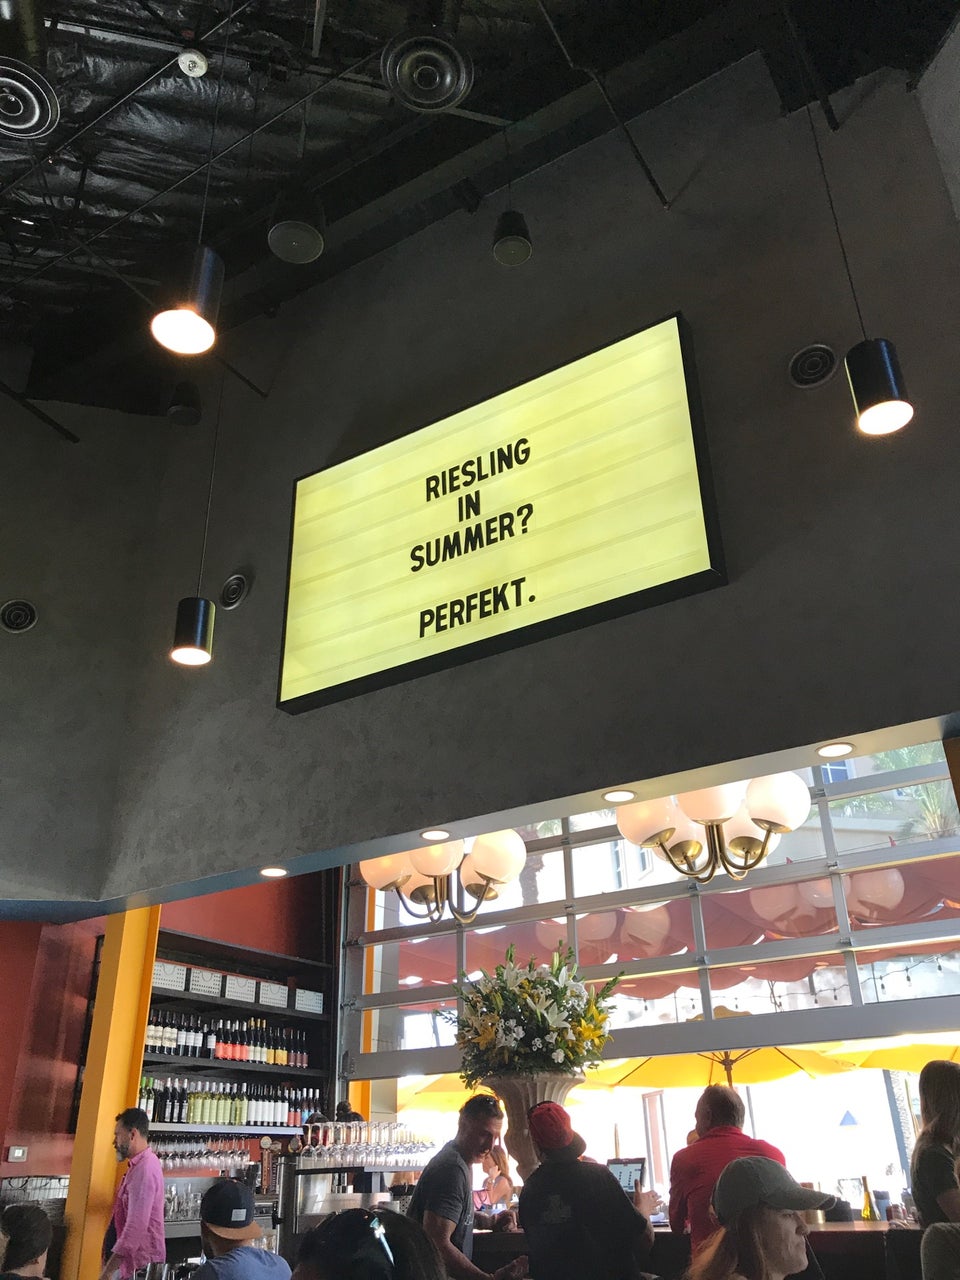 RIESLING
IN
SUMMER?
PERFEKT.